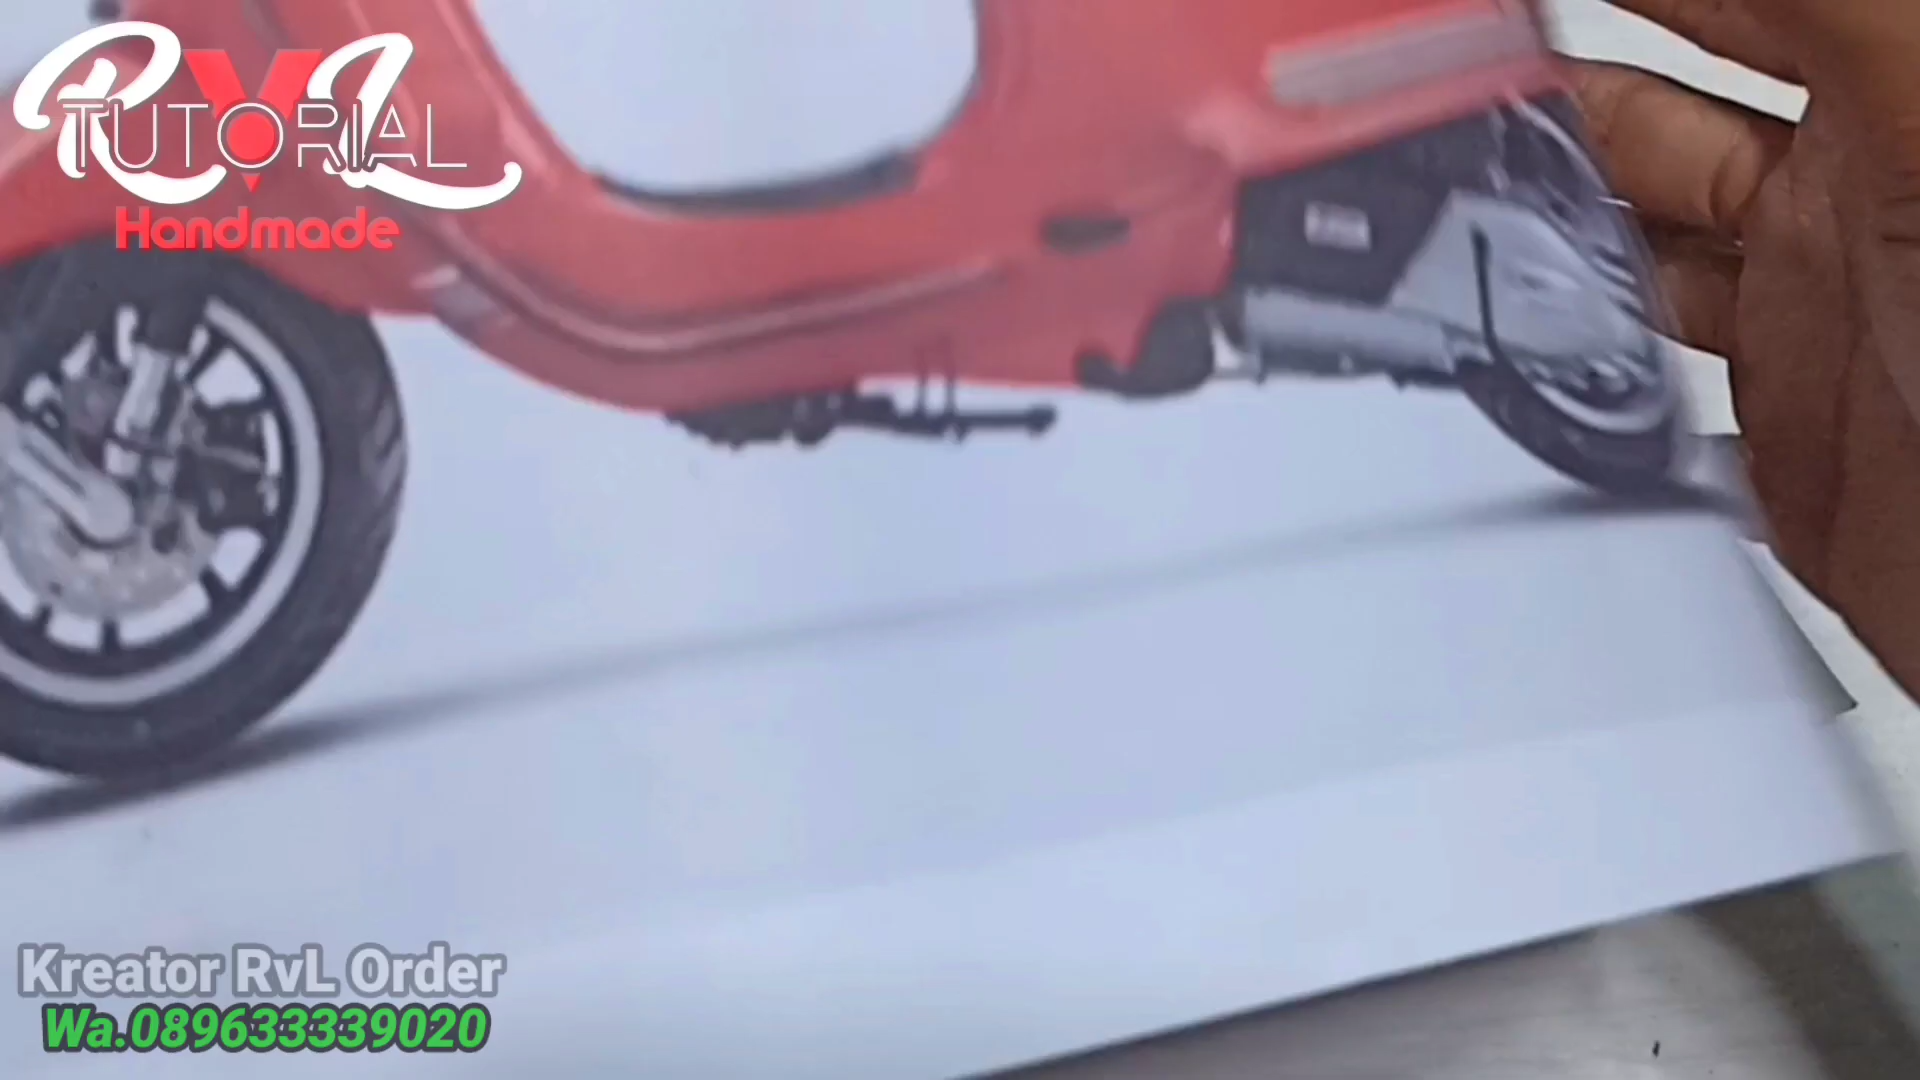 RVL
TUTORIAL
Handmade
Kreator RvL Order
Wa.089633339020